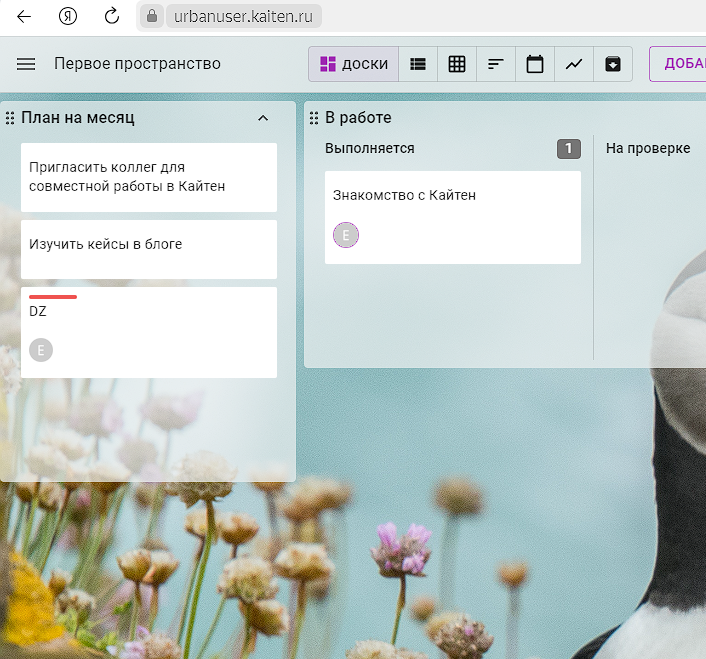 Я
urbanuser.kaiten.ru
Первое пространство
ДОСКИ
План на месяц
Пригласить коллег для
совместной работы в Кайтен
Изучить кейсы в блоге
DZ
E
В работе
Выполняется
1
На проверке
Знакомство с Кайтен
E